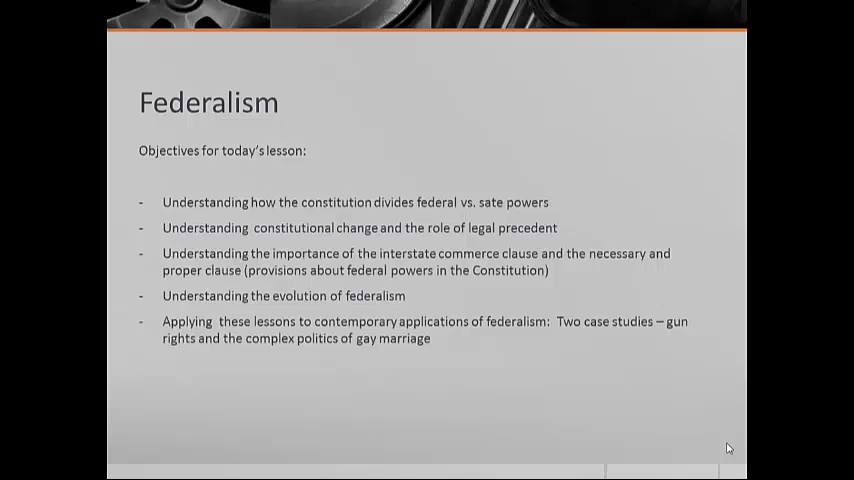 Federalism
Objectives for today's lesson:
- Understanding how the constitution divides federal vs. sate powers
- Understanding constitutional change and the role of legal precedent
- Understanding the importance of the interstate commerce clause and the necessary and
proper clause (provisions about federal powers in the Constitution)
- Understanding the evolution of federalism
- Applying these lessons to contemporary applications of federalism: Two case studies – gun
rights and the complex politics of gay marriage